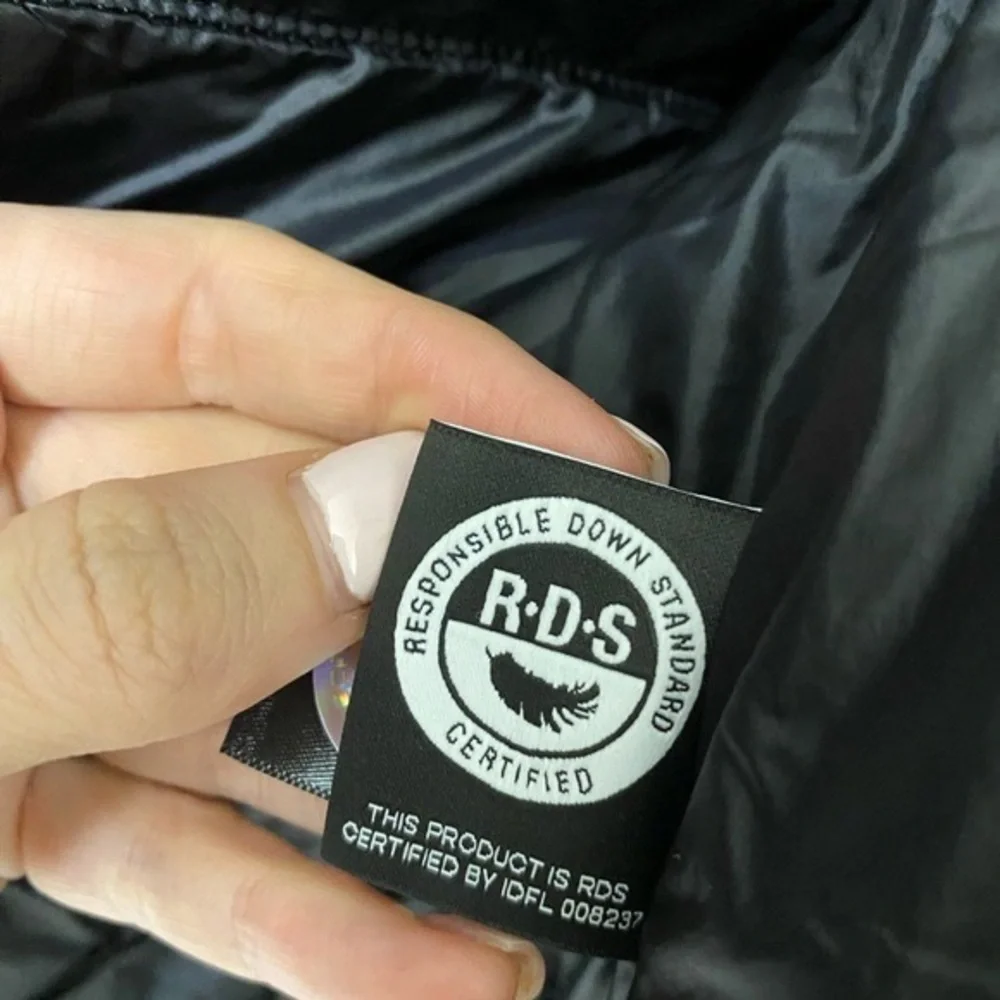 RESPONSIBLE DOWN STANDARD
R·D·S
CERTIFIED
THIS PRODUCT IS RDS
CERTIFIED BY IDFL 008237